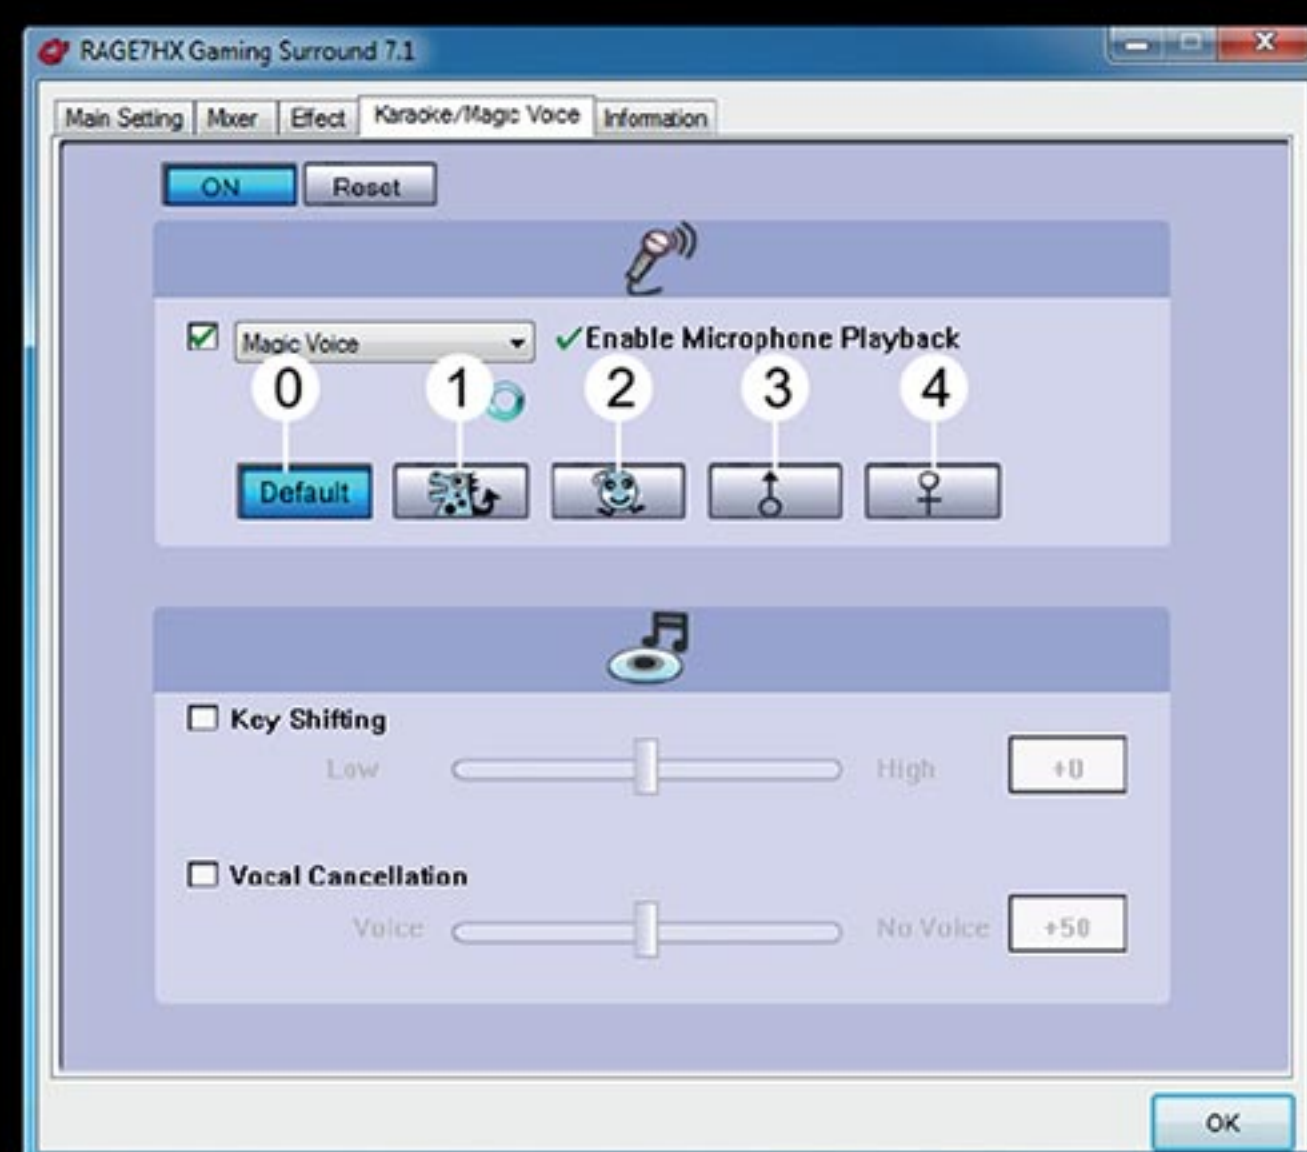 RAGE7HX Gaming Surround 7.1
Main Setting Mixer Effect Karaoke/Magic Voice Information
ON Reset
Magic Voice Enable Microphone Playback
0 1 2 3 4
Default
Key Shifting
Low High +0
Vocal Cancellation
Voice No Voice +50
OK